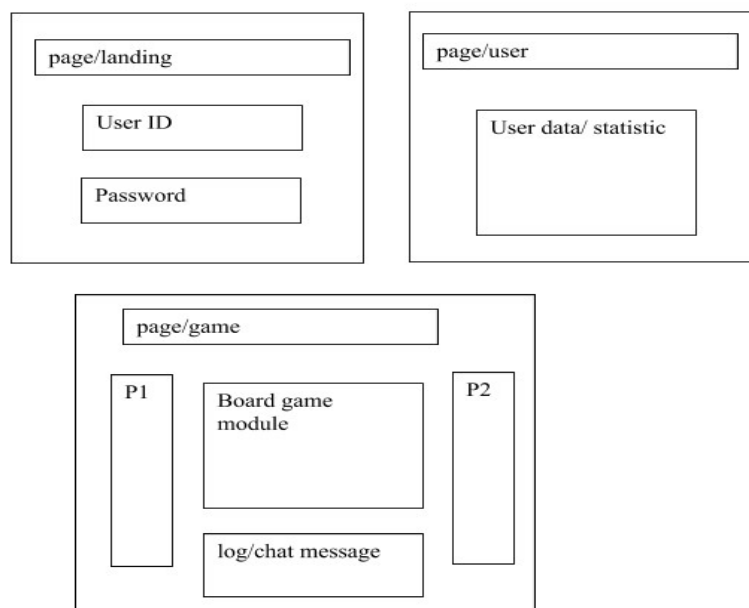 page/landing
User ID
Password
page/user
User data/ statistic
page/game
P1
Board game
module
log/chat message
P2